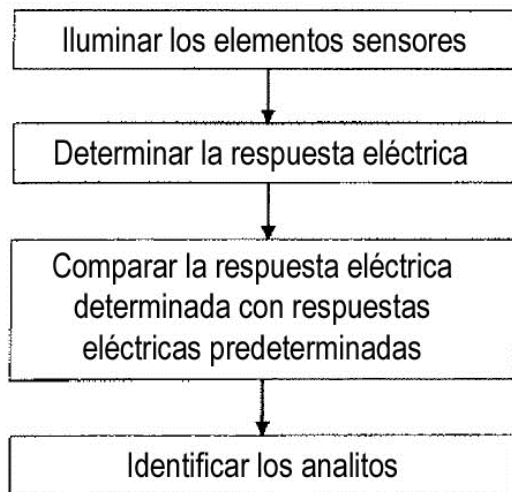 Iluminar los elementos sensores
Determinar la respuesta eléctrica
Comparar la respuesta eléctrica
determinada con respuestas
eléctricas predeterminadas
Identificar los analitos